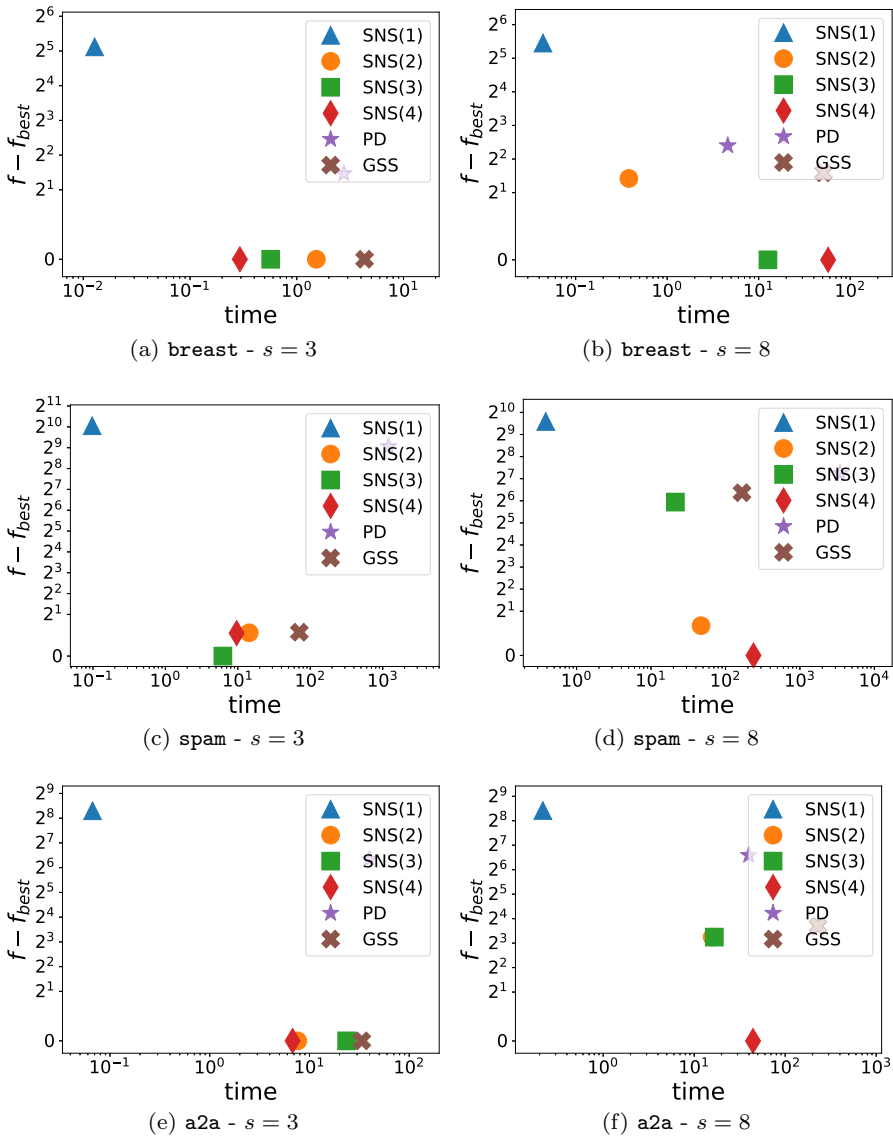 2^6
2^5
2^4
2^3
2^2
2^1
0
f − f_best
SNS(1)
SNS(2)
SNS(3)
SNS(4)
PD
GSS
10^−2 10^−1 10^0 10^1
time
(a) breast - s = 3
2^6
2^5
2^4
2^3
2^2
2^1
0
f − f_best
SNS(1)
SNS(2)
SNS(3)
SNS(4)
PD
GSS
10^−1 10^0 10^1 10^2
time
(b) breast - s = 8
2^11
2^10
2^9
2^8
2^7
2^6
2^5
2^4
2^3
2^2
2^1
0
f − f_best
SNS(1)
SNS(2)
SNS(3)
SNS(4)
PD
GSS
10^−1 10^0 10^1 10^2 10^3
time
(c) spam - s = 3
2^10
2^9
2^8
2^7
2^6
2^5
2^4
2^3
2^2
2^1
0
f − f_best
SNS(1)
SNS(2)
SNS(3)
SNS(4)
PD
GSS
10^0 10^1 10^2 10^3 10^4
time
(d) spam - s = 8
2^9
2^8
2^7
2^6
2^5
2^4
2^3
2^2
2^1
0
f − f_best
SNS(1)
SNS(2)
SNS(3)
SNS(4)
PD
GSS
10^−1 10^0 10^1 10^2
time
(e) a2a - s = 3
2^9
2^8
2^7
2^6
2^5
2^4
2^3
2^2
2^1
0
f − f_best
SNS(1)
SNS(2)
SNS(3)
SNS(4)
PD
GSS
10^0 10^1 10^2 10^3
time
(f) a2a - s = 8